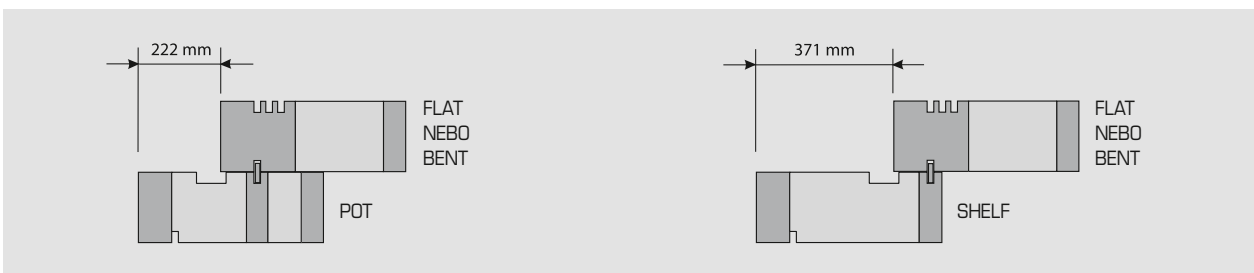 222 mm
FLAT
NEBO
BENT
POT
371 mm
FLAT
NEBO
BENT
SHELF